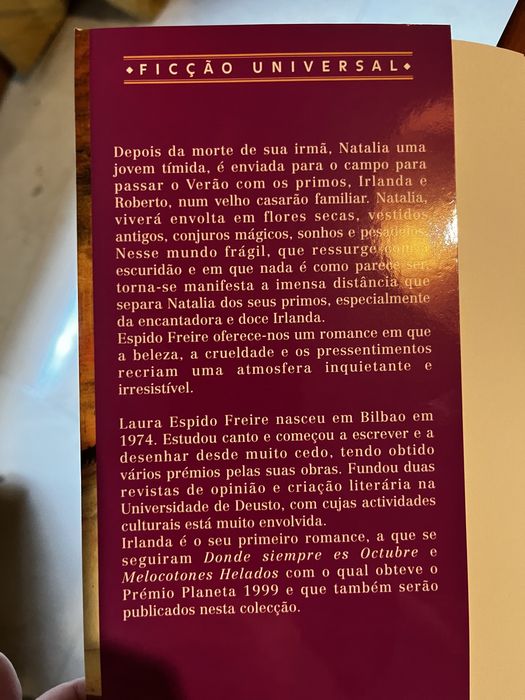 FICÇÃO UNIVERSAL
Depois da morte de sua irmã, Natalia uma
jovem tímida, é enviada para o campo para
passar o Verão com os primos, Irlanda e
Roberto, num velho casarão familiar. Natalia,
viverá envolta em flores secas, vestidos
antigos, conjuros mágicos, sonhos e pesadelos.
Nesse mundo frágil, que ressurge com a
escuridão e em que nada é como parece ser,
torna-se manifesta a imensa distância que
separa Natalia dos seus primos, especialmente
da encantadora e doce Irlanda.
Espido Freire oferece-nos um romance em que
a beleza, a crueldade e os pressentimentos
recriam uma atmosfera inquietante e
irresistível.
Laura Espido Freire nasceu em Bilbao em
1974. Estudou canto e começou a escrever e a
desenhar desde muito cedo, tendo obtido
vários prémios pelas suas obras. Fundou duas
revistas de opinião e criação literária na
Universidade de Deusto, com cujas actividades
culturais está muito envolvida.
Irlanda é o seu primeiro romance, a que se
seguiram Donde siempre es Octubre e
Melocotones Helados com o qual obteve o
Prémio Planeta 1999 e que também serão
publicados nesta colecção.